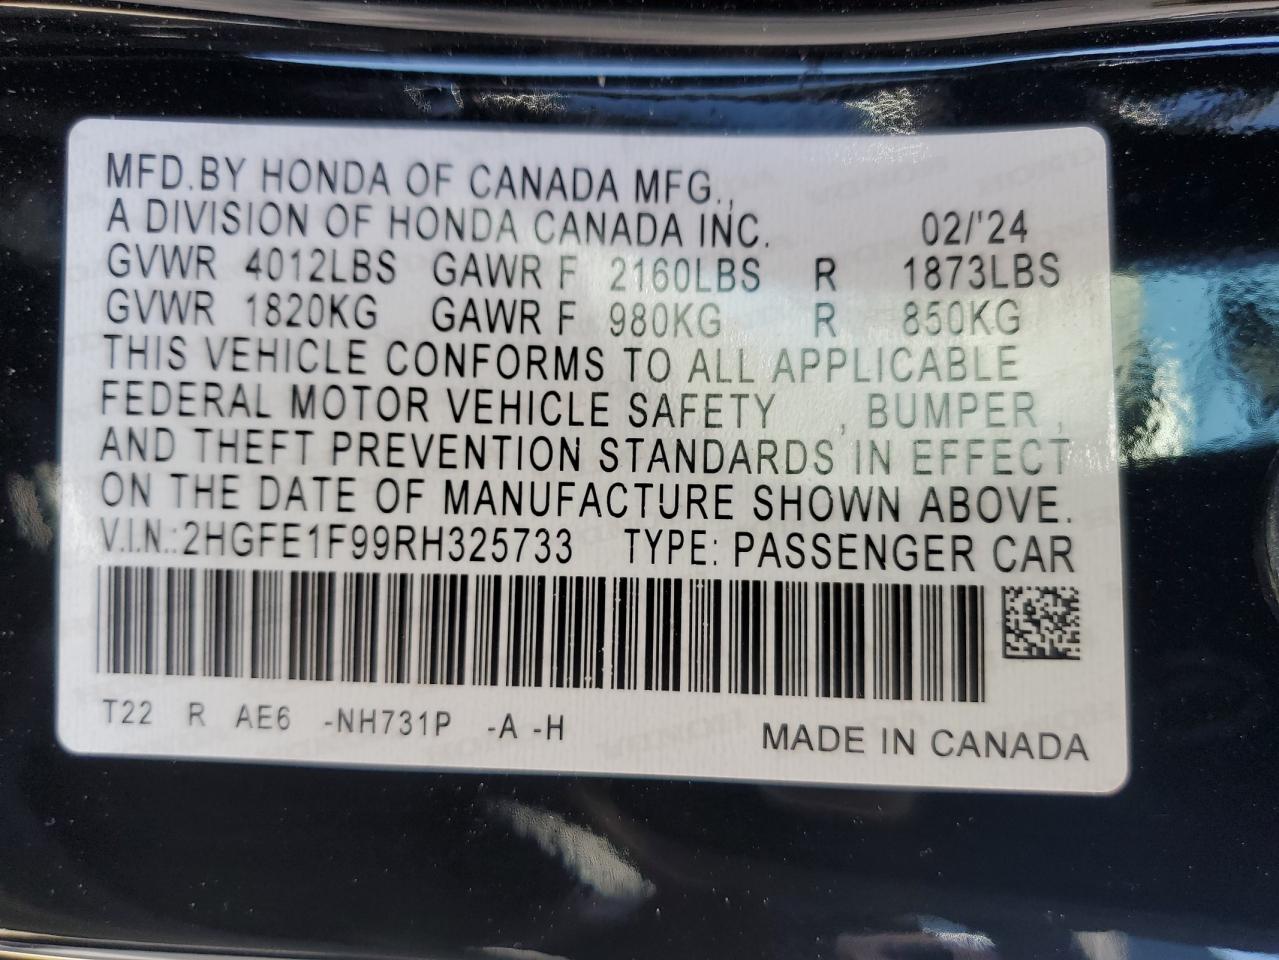 MFD.BY HONDA OF CANADA MFG.,
A DIVISION OF HONDA CANADA INC. 02/'24
GVWR 4012LBS GAWR F 2160LBS R 1873LBS
GVWR 1820KG GAWR F 980KG R 850KG
THIS VEHICLE CONFORMS TO ALL APPLICABLE
FEDERAL MOTOR VEHICLE SAFETY , BUMPER ,
AND THEFT PREVENTION STANDARDS IN EFFECT
ON THE DATE OF MANUFACTURE SHOWN ABOVE.
V.I.N.:2HGFE1F99RH325733 TYPE: PASSENGER CAR
T22 R AE6 -NH731P -A -H
MADE IN CANADA